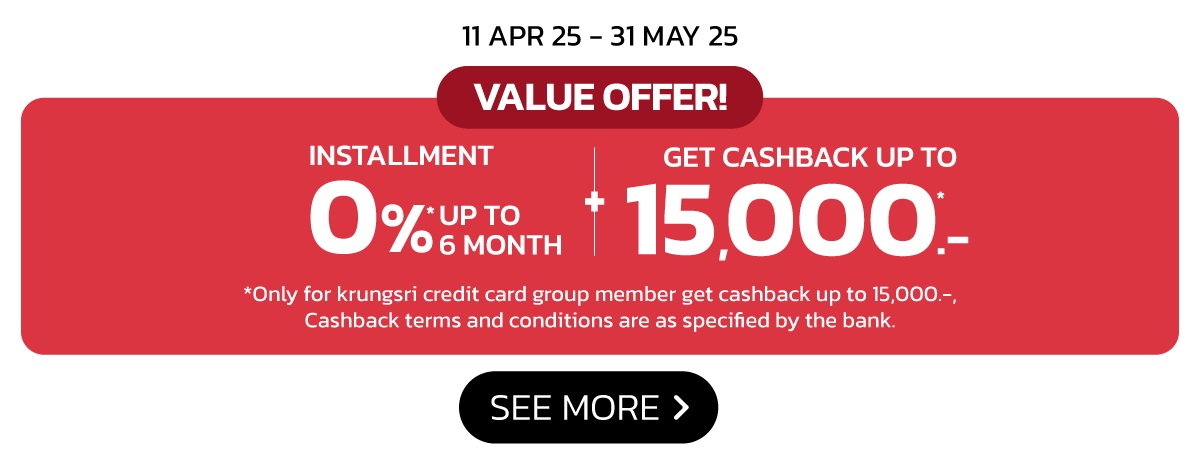 11 APR 25 – 31 MAY 25
VALUE OFFER!
INSTALLMENT
0%* UP TO
6 MONTH
+
GET CASHBACK UP TO
15,000.-*
*Only for krungsri credit card group member get cashback up to 15,000.-,
Cashback terms and conditions are as specified by the bank.
SEE MORE >